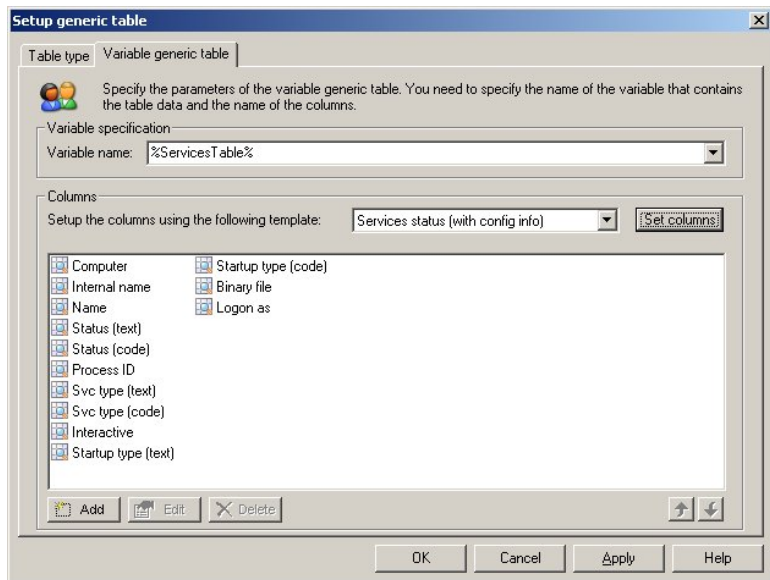 Setup generic table
Table type
Variable generic table
Specify the parameters of the variable generic table. You need to specify the name of the variable that contains
the table data and the name of the columns.
Variable specification
Variable name: %ServicesTable%
Columns
Setup the columns using the following template: Services status (with config info) Set columns
Computer
Internal name
Name
Status (text)
Status (code)
Process ID
Svc type (text)
Svc type (code)
Interactive
Startup type (text)
Startup type (code)
Binary file
Logon as
Add Edit Delete
OK Cancel Apply Help